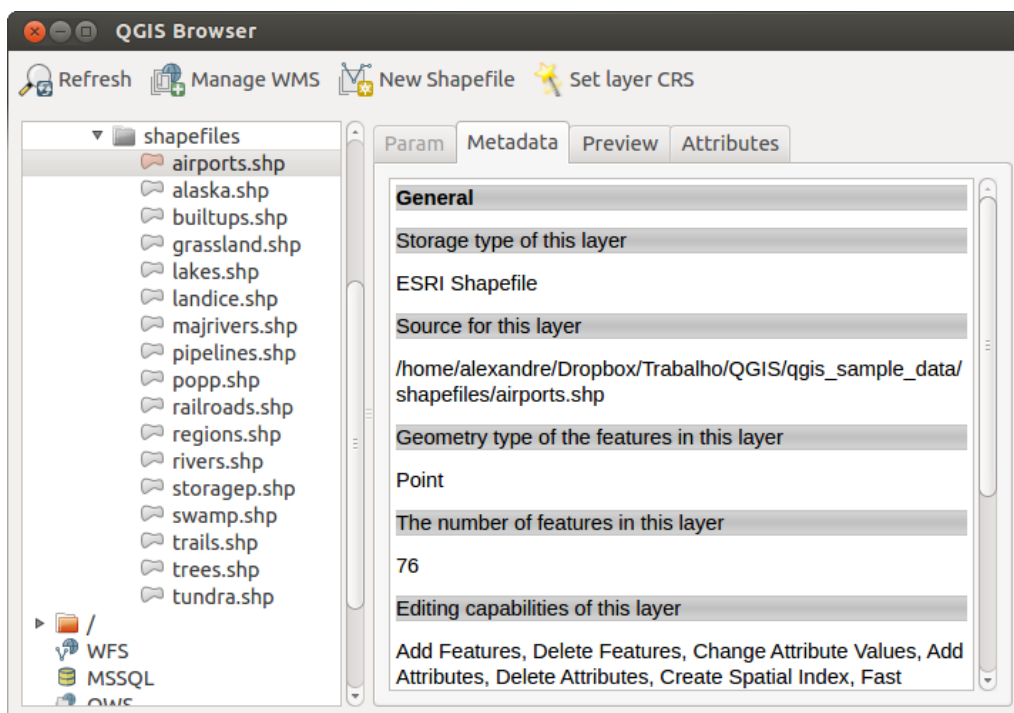 QGIS Browser
Refresh Manage WMS New Shapefile Set layer CRS
shapefiles
airports.shp
alaska.shp
builtups.shp
grassland.shp
lakes.shp
landice.shp
majrivers.shp
pipelines.shp
popp.shp
railroads.shp
regions.shp
rivers.shp
storagep.shp
swamp.shp
trails.shp
trees.shp
tundra.shp
/
WFS
MSSQL
OWS
Param Metadata Preview Attributes
General
Storage type of this layer
ESRI Shapefile
Source for this layer
/home/alexandre/Dropbox/Trabalho/QGIS/qgis_sample_data/
shapefiles/airports.shp
Geometry type of the features in this layer
Point
The number of features in this layer
76
Editing capabilities of this layer
Add Features, Delete Features, Change Attribute Values, Add
Attributes, Delete Attributes, Create Spatial Index, Fast